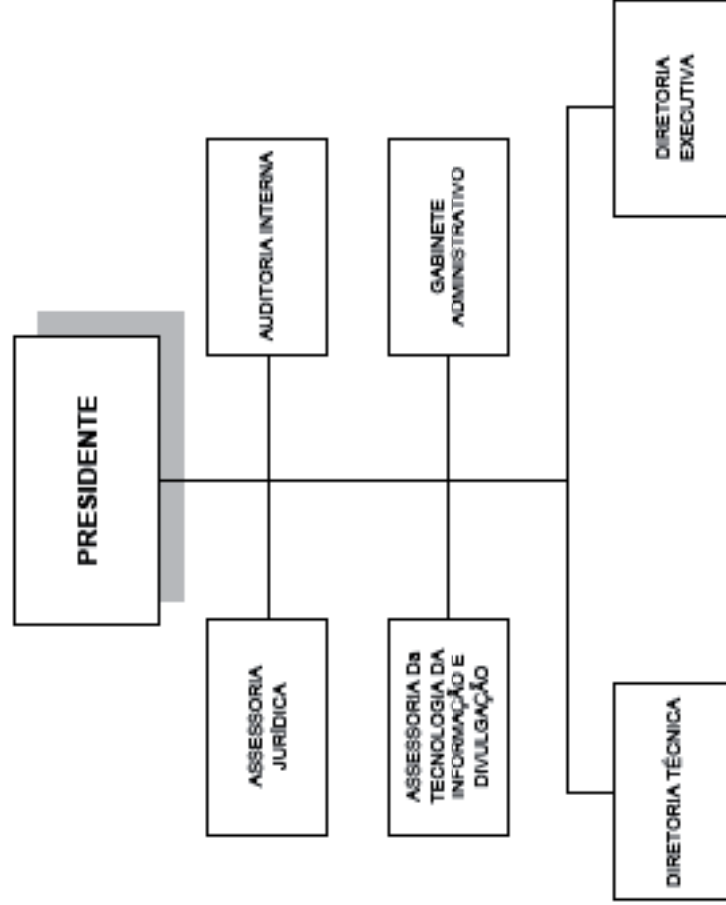 PRESIDENTE
ASSESSORIA
JURÍDICA
AUDITORIA INTERNA
ASSESSORIA Da
TECNOLOGIA DA
INFORMAÇÃO E
DIVULGAÇÃO
GABINETE
ADMINISTRATIVO
DIRETORIA TÉCNICA
DIRETORIA
EXECUTIVA